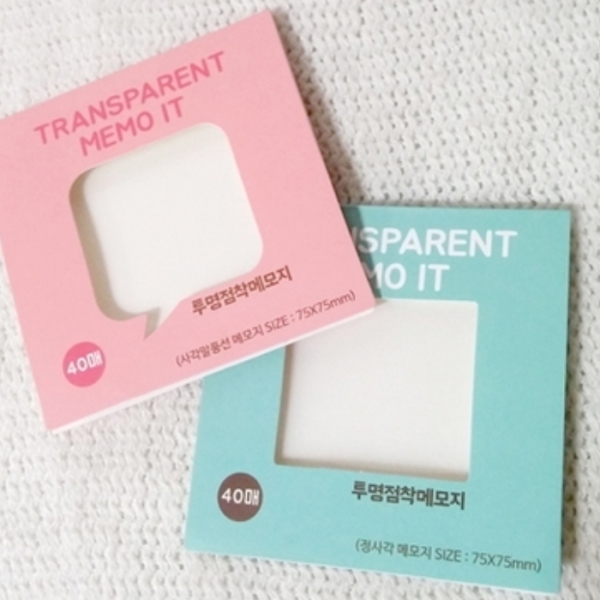 TRANSPARENT
MEMO IT
투명점착메모지
(사각말풍선 메모지 SIZE : 75X75mm)
40매
NSPARENT
MO IT
40매
투명점착메모지
(정사각 메모지 SIZE : 75X75mm)